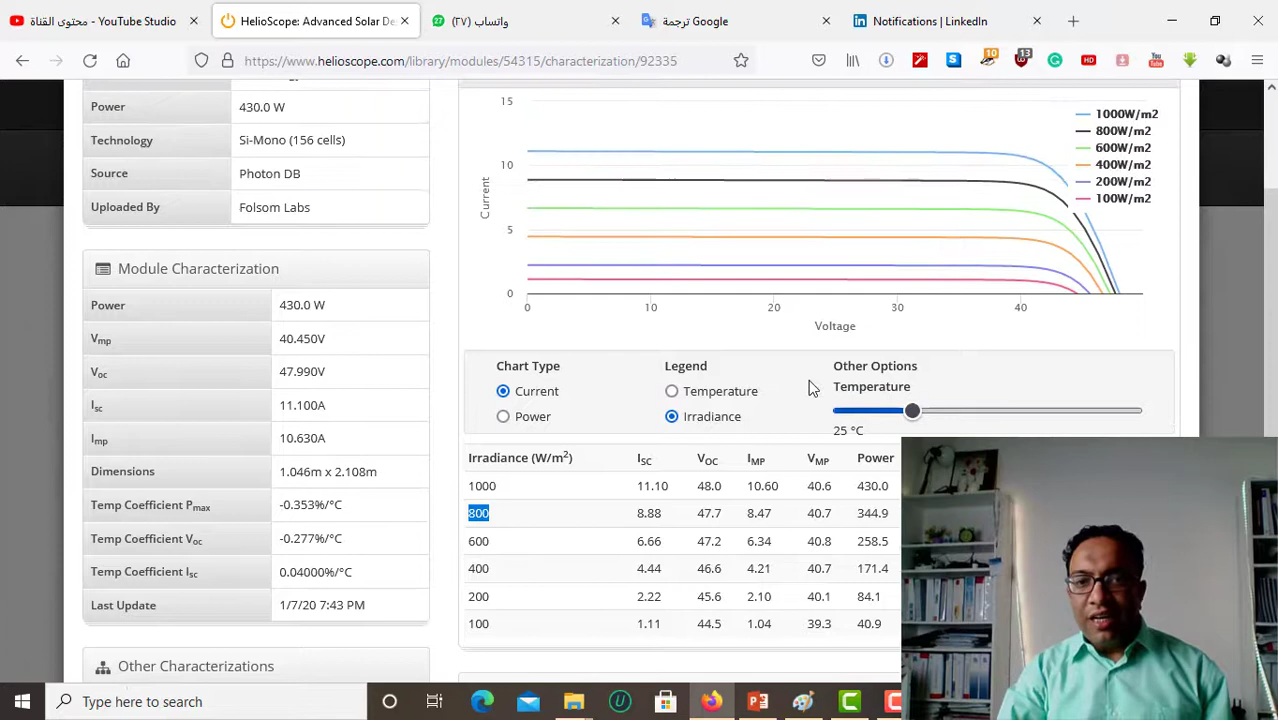 محتوى القناة - YouTube Studio
HelioScope: Advanced Solar De
27
(٢٧) واتساب
ترجمة Google
Notifications | LinkedIn
https://www.helioscope.com/library/modules/54315/characterization/92335
10
13
Power 430.0 W
Technology Si-Mono (156 cells)
Source Photon DB
Uploaded By Folsom Labs
Module Characterization
Power 430.0 W
Vmp 40.450V
Voc 47.990V
Isc 11.100A
Imp 10.630A
Dimensions 1.046m x 2.108m
Temp Coefficient Pmax -0.353%/°C
Temp Coefficient Voc -0.277%/°C
Temp Coefficient Isc 0.04000%/°C
Last Update 1/7/20 7:43 PM
Other Characterizations
15
10
5
0
Current
0 10 20 30 40
Voltage
1000W/m2
800W/m2
600W/m2
400W/m2
200W/m2
100W/m2
Chart Type Legend Other Options
Current Temperature Temperature
Power Irradiance
25 °C
Irradiance (W/m²) ISC VOC IMP VMP Power
1000 11.10 48.0 10.60 40.6 430.0
800 8.88 47.7 8.47 40.7 344.9
600 6.66 47.2 6.34 40.8 258.5
400 4.44 46.6 4.21 40.7 171.4
200 2.22 45.6 2.10 40.1 84.1
100 1.11 44.5 1.04 39.3 40.9
Type here to search